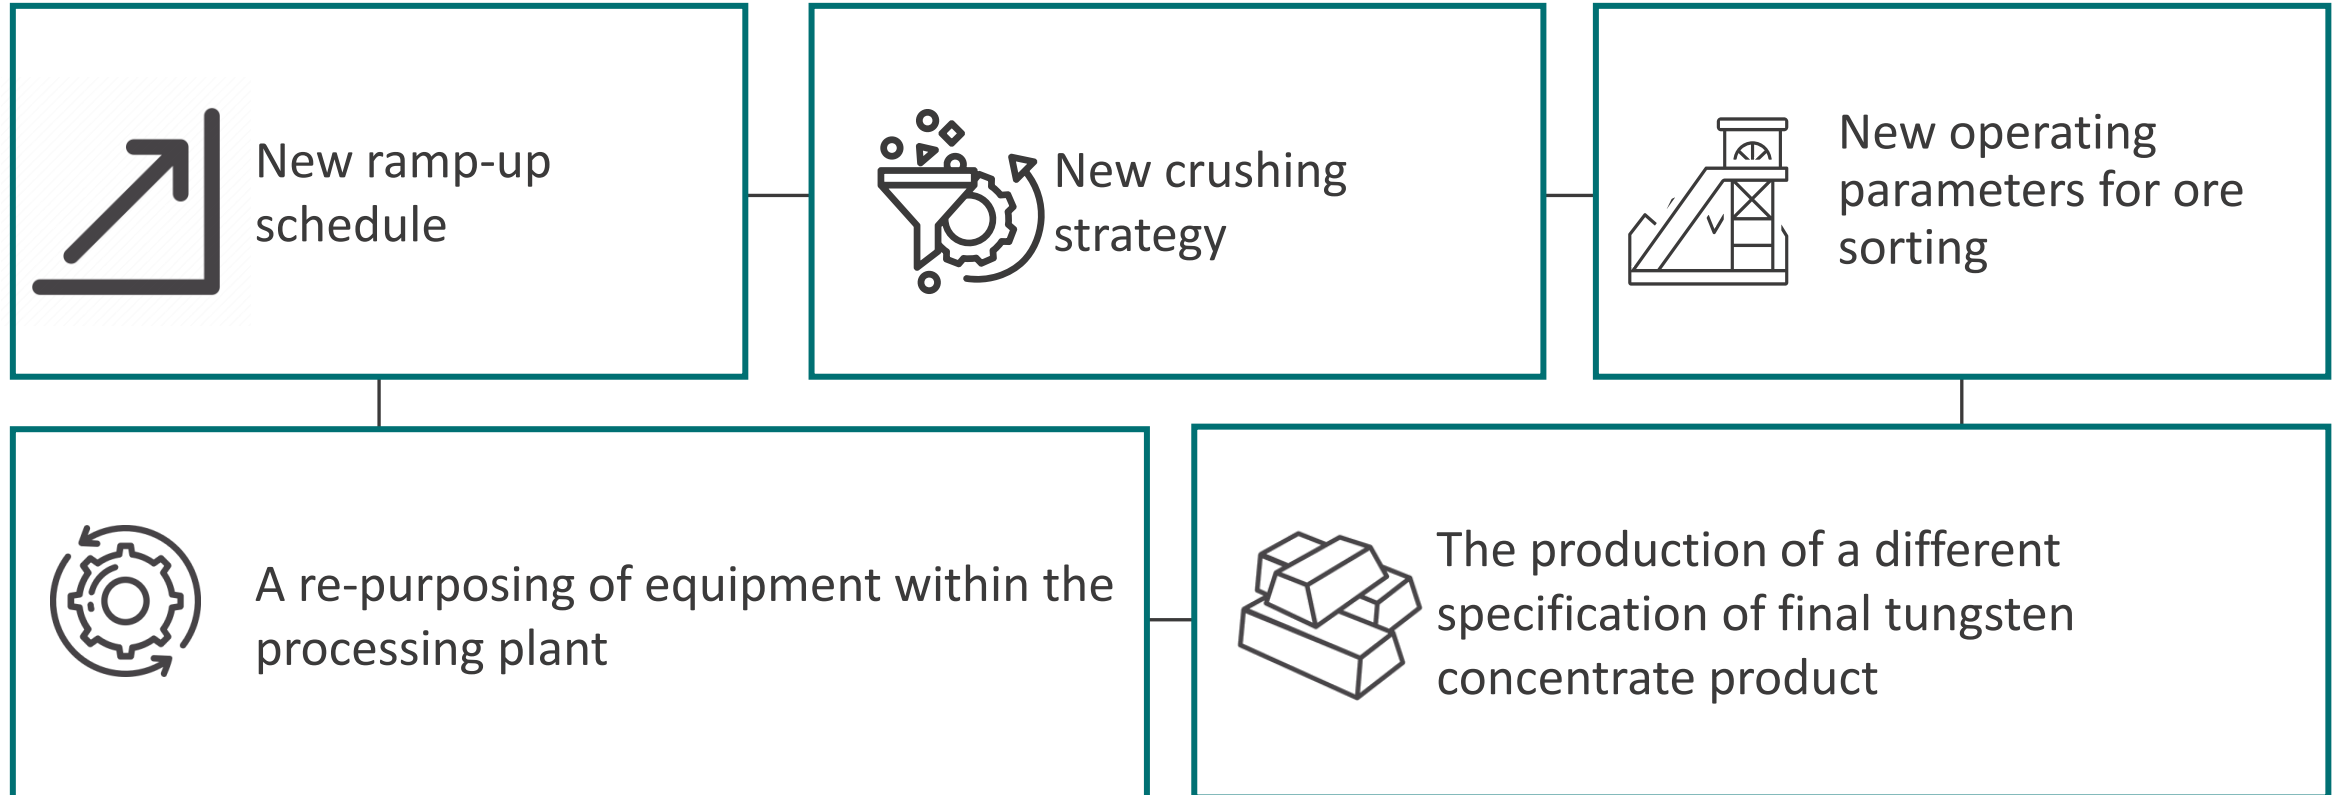 New ramp-up
schedule
New crushing
strategy
New operating
parameters for ore
sorting
A re-purposing of equipment within the
processing plant
The production of a different
specification of final tungsten
concentrate product